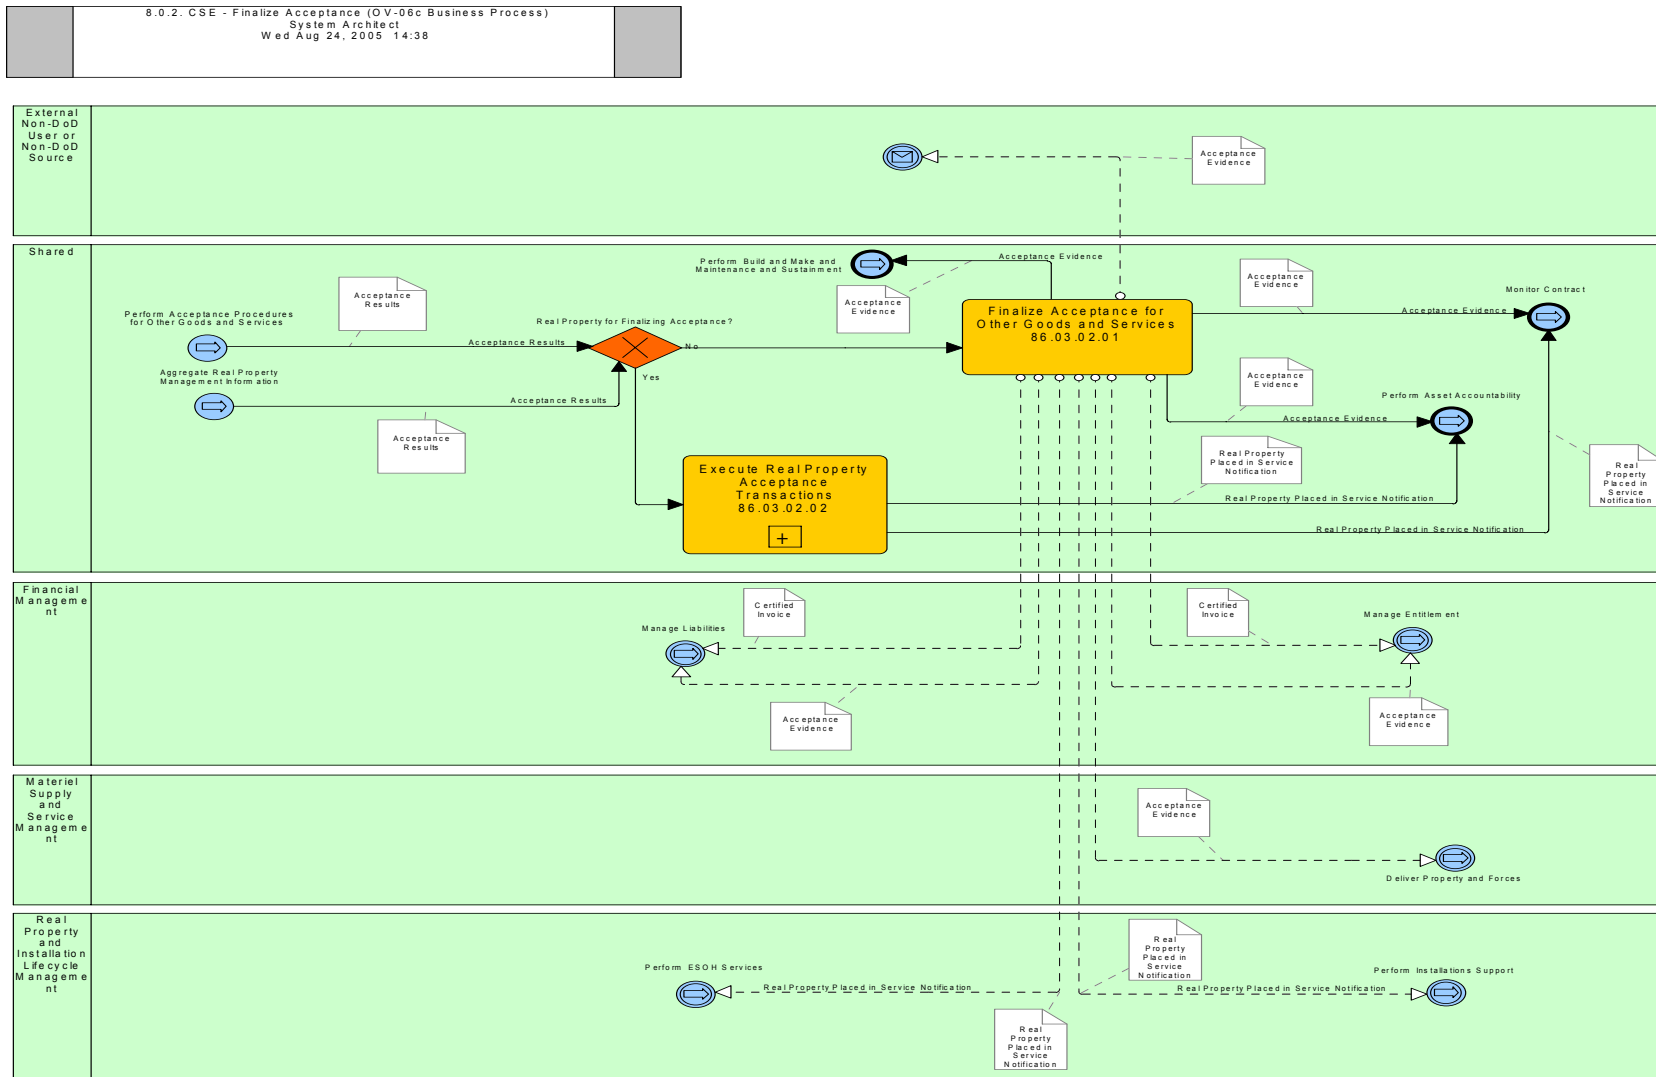 8.0.2. CSE - Finalize Acceptance (OV-06c Business Process)
System Architect
Wed Aug 24, 2005 14:38
External
Non-DoD
User or
Non-DoD
Source
Acceptance
Evidence
Shared
Perform Build and Make and
Maintenance and Sustainment
Acceptance Evidence
Acceptance
Evidence
Acceptance
Evidence
Monitor Contract
Acceptance
Results
Perform Acceptance Procedures
for Other Goods and Services
Acceptance Results
Real Property for Finalizing Acceptance?
No
Yes
Finalize Acceptance for
Other Goods and Services
86.03.02.01
Acceptance Evidence
Aggregate Real Property
Management Information
Acceptance Results
Acceptance
Results
Acceptance
Evidence
Perform Asset Accountability
Acceptance Evidence
Real Property
Placed in Service
Notification
Real
Property
Placed in
Service
Notification
Execute Real Property
Acceptance
Transactions
86.03.02.02
+
Real Property Placed in Service Notification
Real Property Placed in Service Notification
Financial
Manageme
nt
Certified
Invoice
Manage Liabilities
Acceptance
Evidence
Certified
Invoice
Manage Entitlement
Acceptance
Evidence
Materiel
Supply
and
Service
Manageme
nt
Acceptance
Evidence
Deliver Property and Forces
Real
Property
and
Installation
Lifecycle
Manageme
nt
Perform ESOH Services
Real Property Placed in Service Notification
Real
Property
Placed in
Service
Notification
Real
Property
Placed in
Service
Notification
Perform Installations Support
Real Property Placed in Service Notification